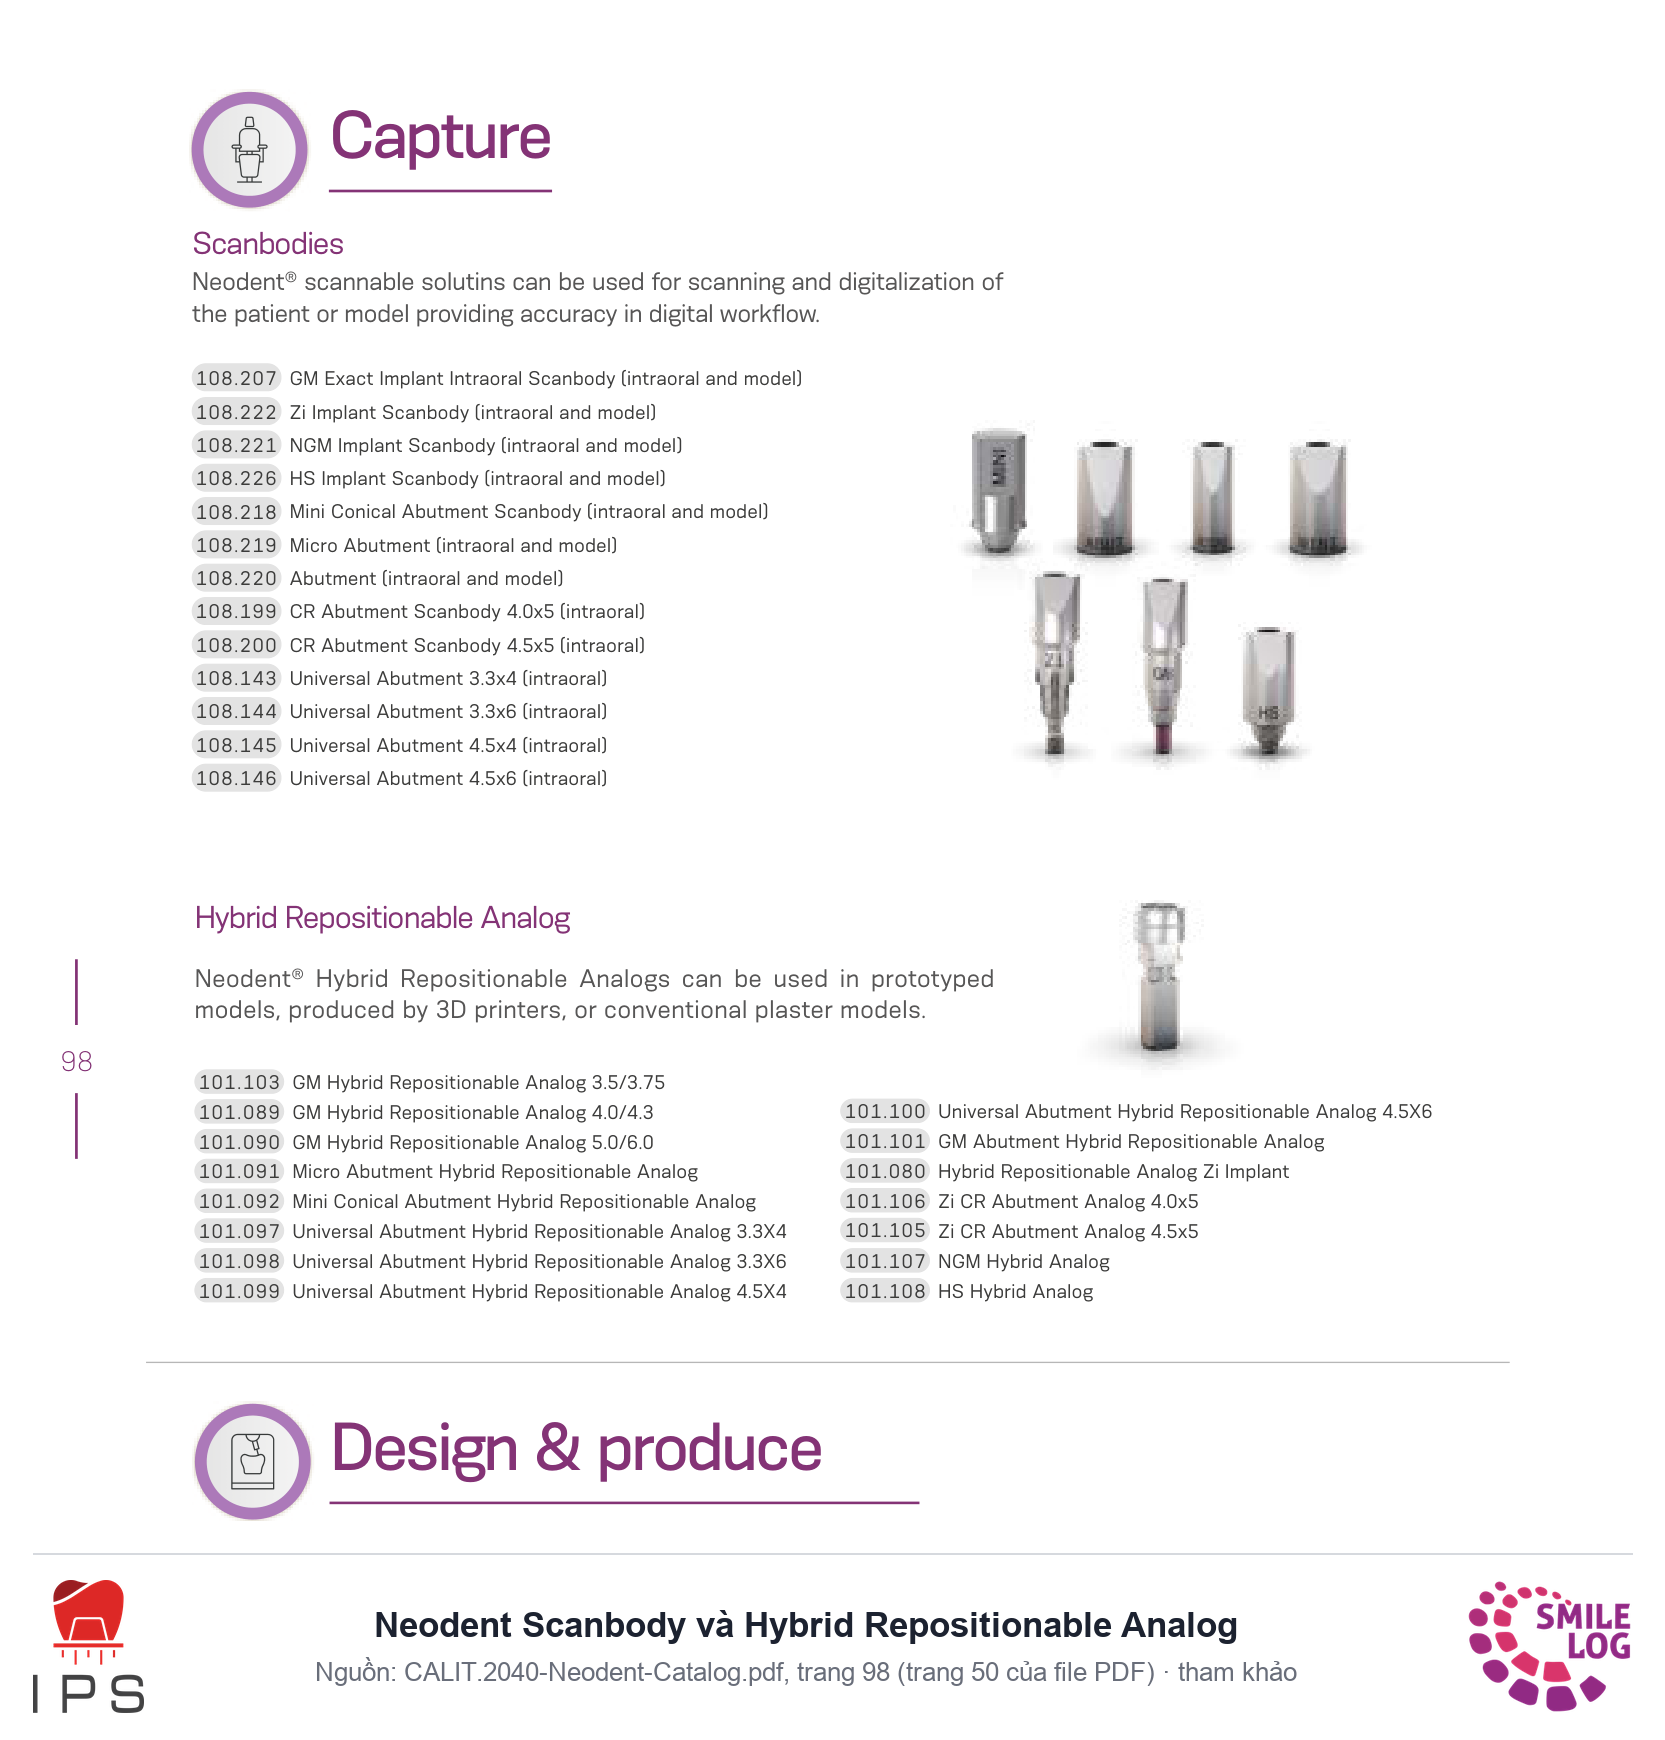 Capture
Scanbodies
Neodent® scannable solutins can be used for scanning and digitalization of
the patient or model providing accuracy in digital workflow.
108.207 GM Exact Implant Intraoral Scanbody (intraoral and model)
108.222 Zi Implant Scanbody (intraoral and model)
108.221 NGM Implant Scanbody (intraoral and model)
108.226 HS Implant Scanbody (intraoral and model)
108.218 Mini Conical Abutment Scanbody (intraoral and model)
108.219 Micro Abutment (intraoral and model)
108.220 Abutment (intraoral and model)
108.199 CR Abutment Scanbody 4.0x5 (intraoral)
108.200 CR Abutment Scanbody 4.5x5 (intraoral)
108.143 Universal Abutment 3.3x4 (intraoral)
108.144 Universal Abutment 3.3x6 (intraoral)
108.145 Universal Abutment 4.5x4 (intraoral)
108.146 Universal Abutment 4.5x6 (intraoral)
ZI
HS
Hybrid Repositionable Analog
Neodent® Hybrid Repositionable Analogs can be used in prototyped
models, produced by 3D printers, or conventional plaster models.
98
101.103 GM Hybrid Repositionable Analog 3.5/3.75
101.089 GM Hybrid Repositionable Analog 4.0/4.3
101.090 GM Hybrid Repositionable Analog 5.0/6.0
101.091 Micro Abutment Hybrid Repositionable Analog
101.092 Mini Conical Abutment Hybrid Repositionable Analog
101.097 Universal Abutment Hybrid Repositionable Analog 3.3X4
101.098 Universal Abutment Hybrid Repositionable Analog 3.3X6
101.099 Universal Abutment Hybrid Repositionable Analog 4.5X4
101.100 Universal Abutment Hybrid Repositionable Analog 4.5X6
101.101 GM Abutment Hybrid Repositionable Analog
101.080 Hybrid Repositionable Analog Zi Implant
101.106 Zi CR Abutment Analog 4.0x5
101.105 Zi CR Abutment Analog 4.5x5
101.107 NGM Hybrid Analog
101.108 HS Hybrid Analog
Design & produce
IPS
Neodent Scanbody và Hybrid Repositionable Analog
Nguồn: CALIT.2040-Neodent-Catalog.pdf, trang 98 (trang 50 của file PDF) · tham khảo
SMILE
LOG